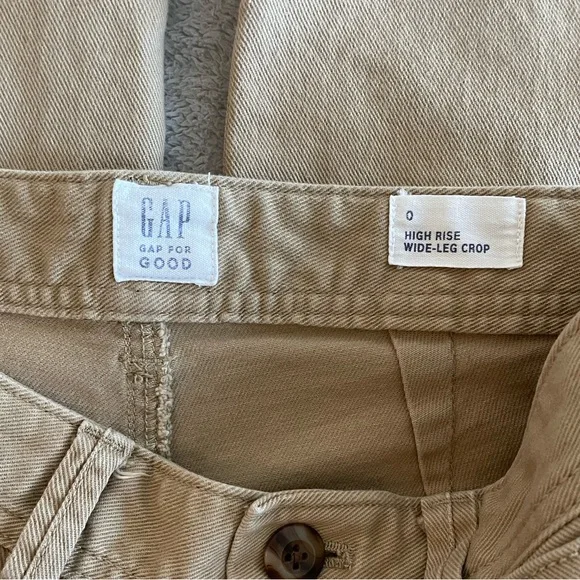 GAP
GAP FOR
GOOD
0
HIGH RISE
WIDE-LEG CROP